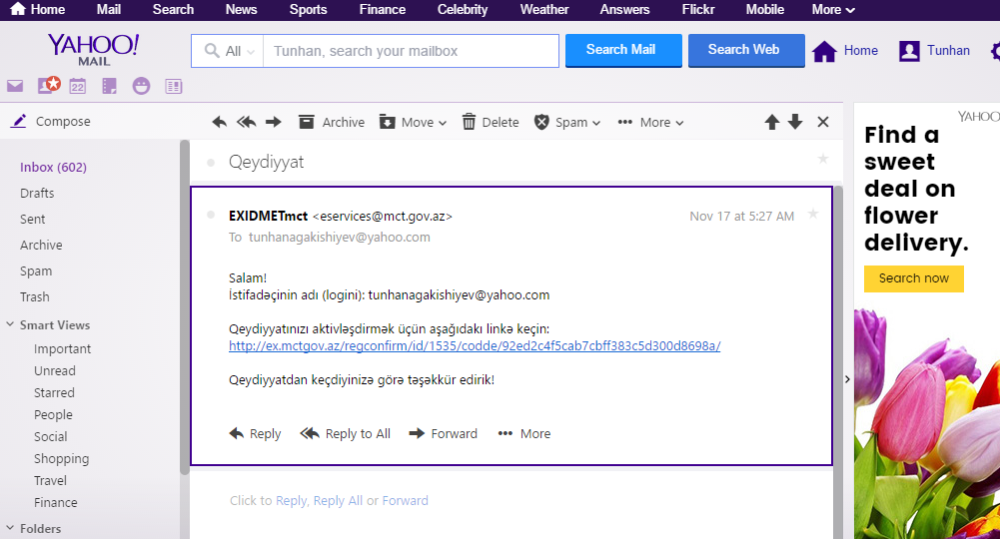 Home Mail Search News Sports Finance Celebrity Weather Answers Flickr Mobile More
YAHOO!
MAIL
All Tunhan, search your mailbox Search Mail Search Web Home Tunhan
22
Compose
Archive Move Delete Spam More
Inbox (602)
Drafts
Sent
Archive
Spam
Trash
Smart Views
Important
Unread
Starred
People
Social
Shopping
Travel
Finance
Folders
Qeydiyyat
EXIDMETmct <eservices@mct.gov.az> Nov 17 at 5:27 AM
To tunhanagakishiyev@yahoo.com
Salam!
İstifadəçinin adı (logini): tunhanagakishiyev@yahoo.com
Qeydiyyatınızı aktivləşdirmək üçün aşağıdakı linkə keçin:
http://ex.mctgov.az/regconfirm/id/1535/codde/92ed2c4f5cab7cbff383c5d300d8698a/
Qeydiyyatdan keçdiyinizə görə təşəkkür edirik!
Reply Reply to All Forward More
Click to Reply, Reply All or Forward
YAHOO
Find a
sweet
deal on
flower
delivery.
Search now